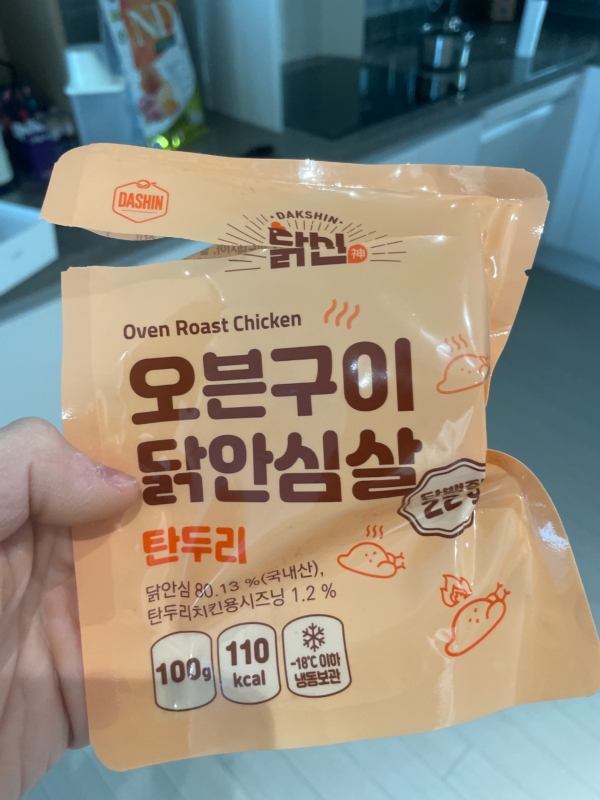 DASHIN
DAKSHIN
닭신
神
Oven Roast Chicken
오븐구이
닭안심살
탄두리
닭안심 80.13 %(국내산),
탄두리치킨용시즈닝 1.2 %
100g
110
kcal
-18℃ 이하
냉동보관